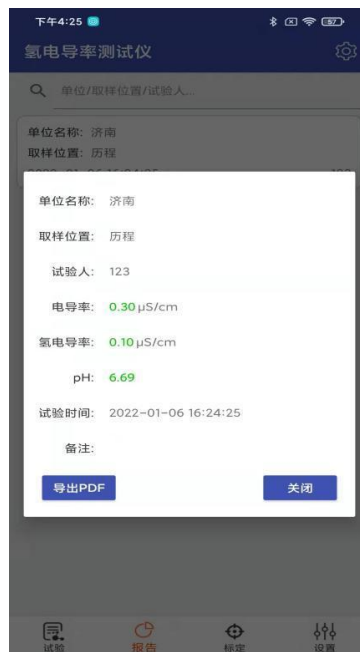 下午4:25
57
氢电导率测试仪
单位/取样位置/试验人...
单位名称: 济南
取样位置: 历程
单位名称: 济南
取样位置: 历程
试验人: 123
电导率: 0.30 μS/cm
氢电导率: 0.10 μS/cm
pH: 6.69
试验时间: 2022-01-06 16:24:25
备注:
导出PDF
关闭
试验
报告
标定
设置